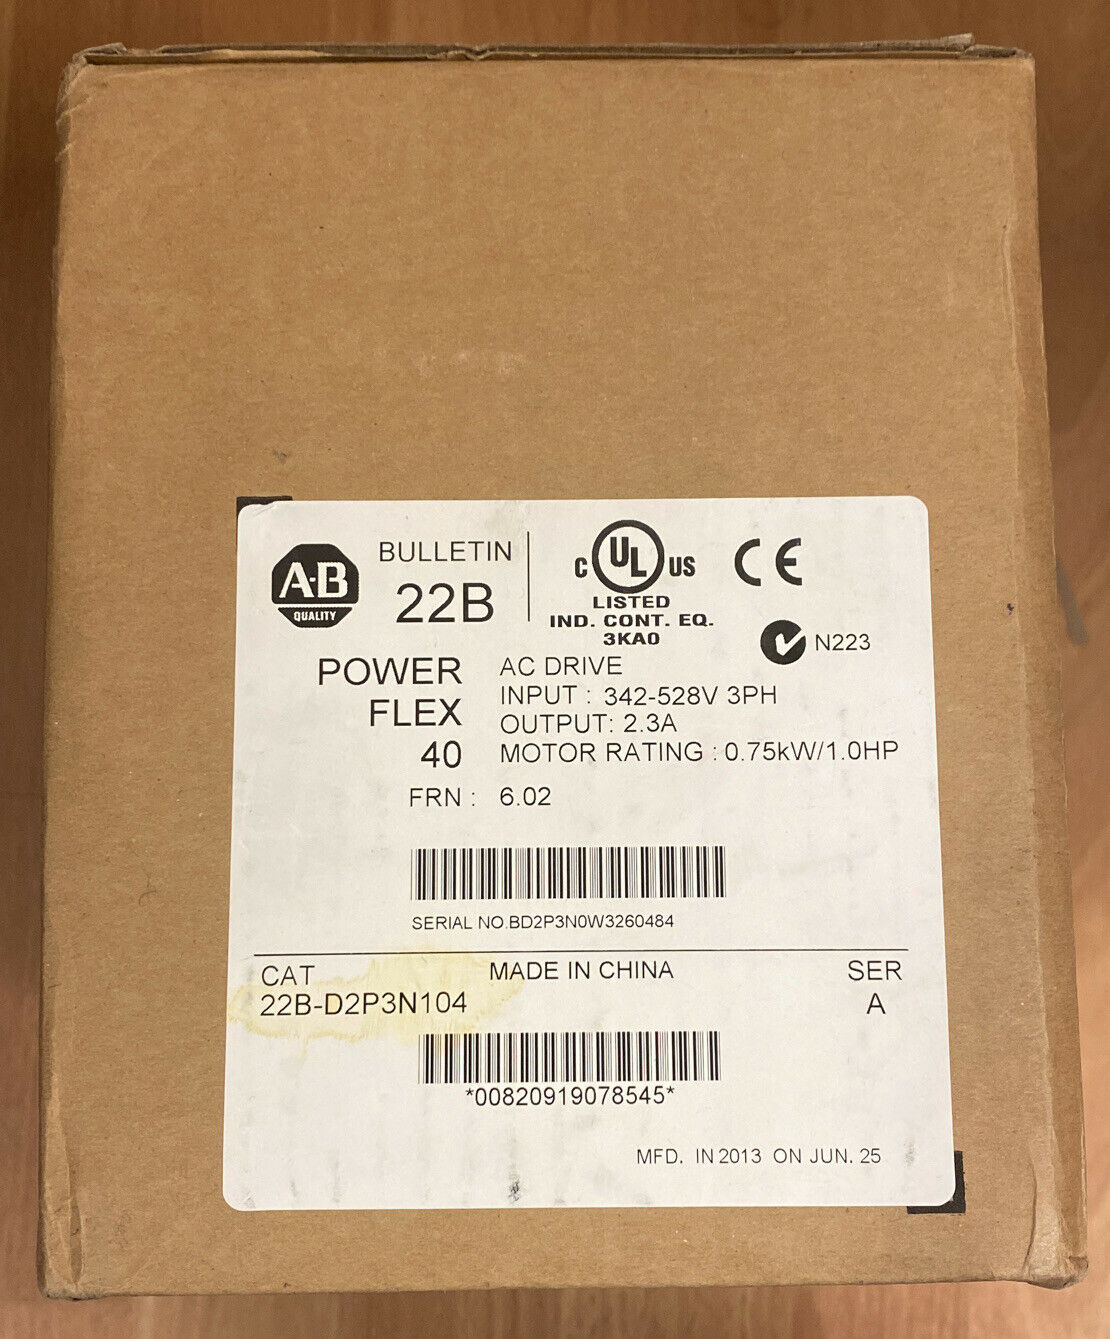 A-B
QUALITY
BULLETIN
22B
C UL US
LISTED
IND. CONT. EQ.
3KA0
CE
N223
POWER
FLEX
40
AC DRIVE
INPUT : 342-528V 3PH
OUTPUT: 2.3A
MOTOR RATING : 0.75kW/1.0HP
FRN : 6.02
SERIAL NO.BD2P3N0W3260484
CAT
22B-D2P3N104
MADE IN CHINA
SER
A
*00820919078545*
MFD. IN 2013 ON JUN. 25